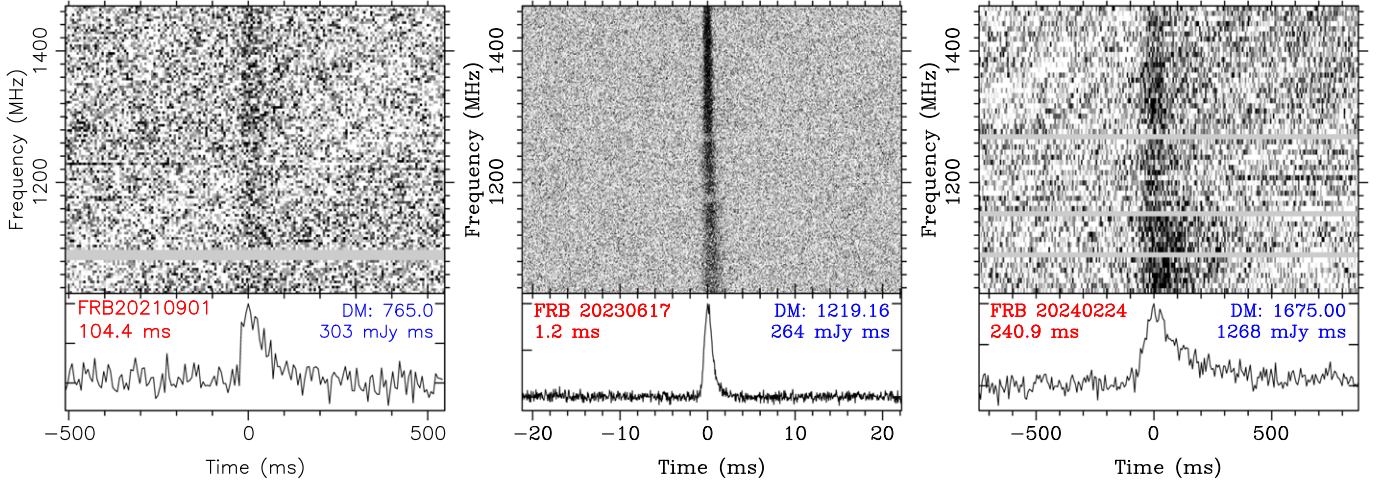 Frequency (MHz)
1400
1200
FRB20210901
104.4 ms
DM: 765.0
303 mJy ms
−500
0
500
Time (ms)
Frequency (MHz)
1400
1200
FRB 20230617
1.2 ms
DM: 1219.16
264 mJy ms
−20
−10
0
10
20
Time (ms)
Frequency (MHz)
1400
1200
FRB 20240224
240.9 ms
DM: 1675.00
1268 mJy ms
−500
0
500
Time (ms)